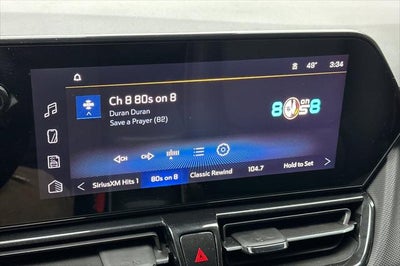 49° 3:34
Ch 8 80s on 8
Duran Duran
Save a Prayer (82)
8 on 8
SiriusXM Hits 1 80s on 8 Classic Rewind 104.7 Hold to Set